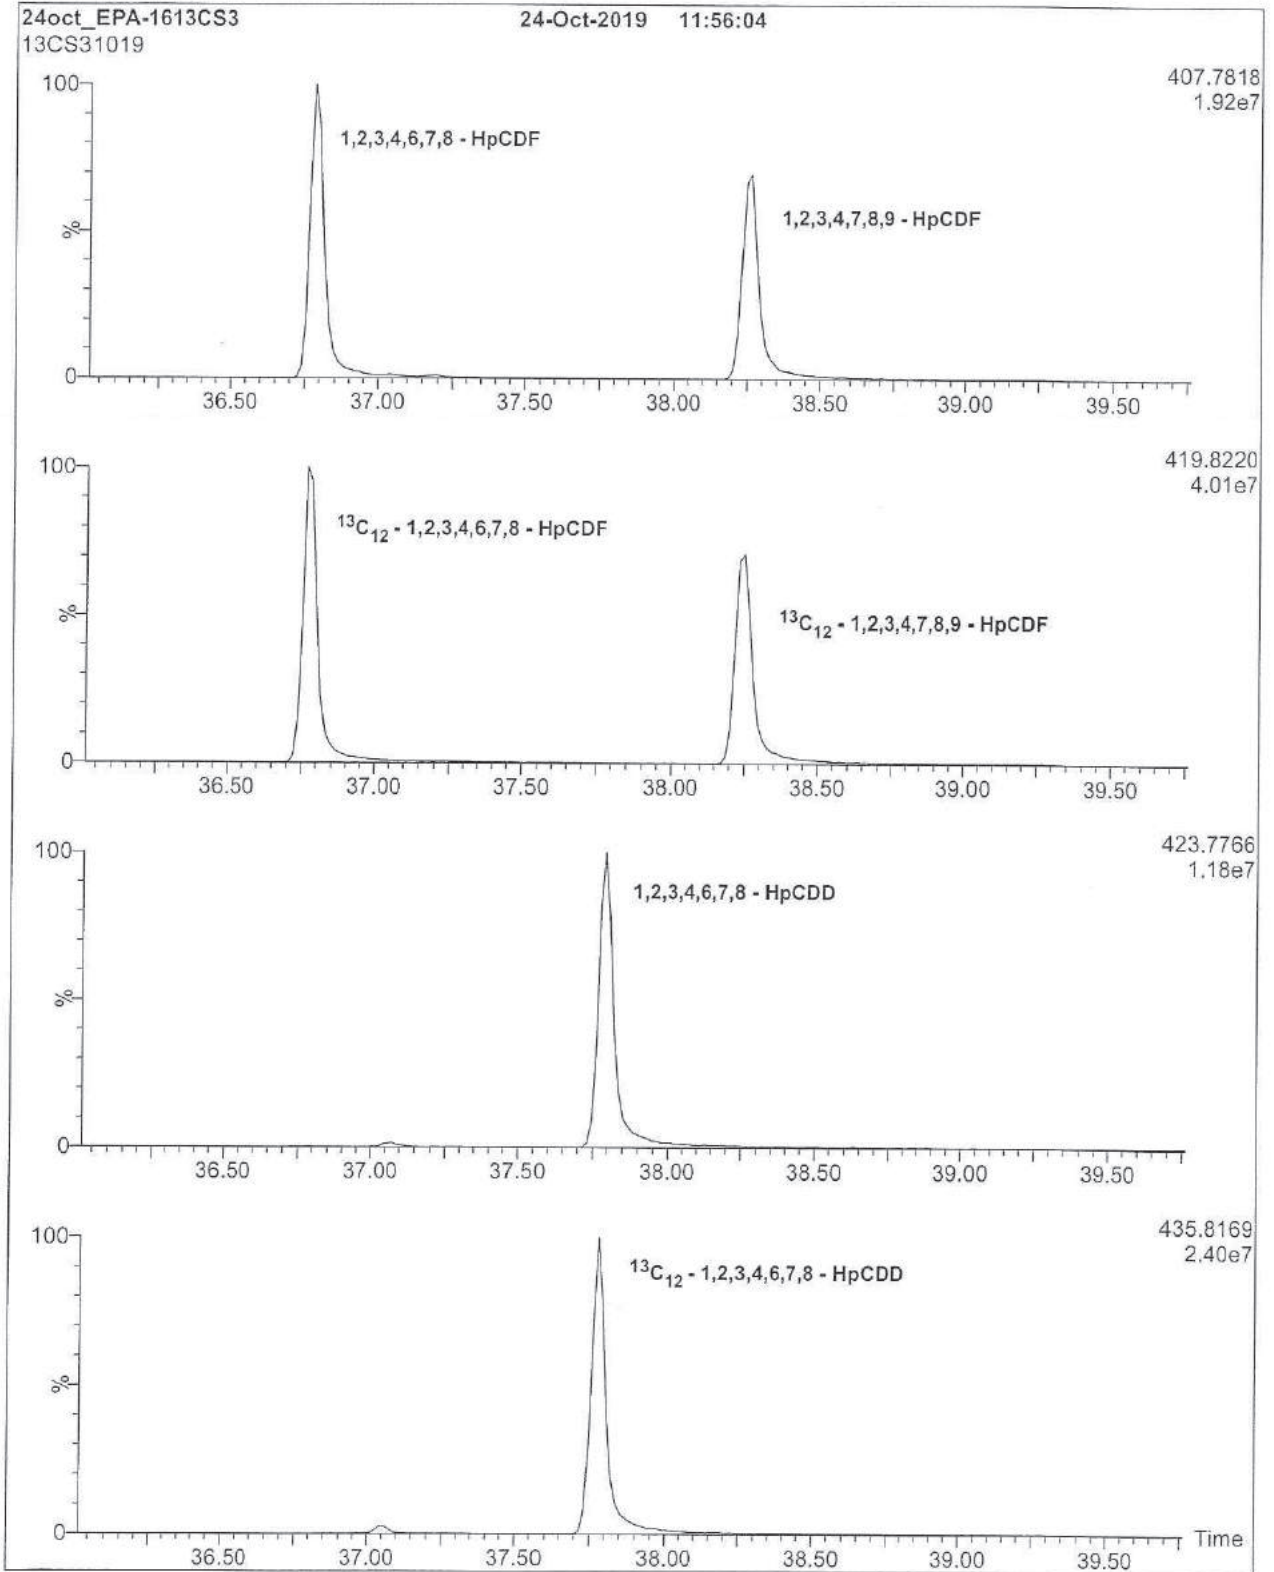 24oct_EPA-1613CS3 24-Oct-2019 11:56:04
13CS31019
407.7818
1.92e7
100
1,2,3,4,6,7,8 - HpCDF
1,2,3,4,7,8,9 - HpCDF
%
0
36.50 37.00 37.50 38.00 38.50 39.00 39.50
419.8220
4.01e7
100
13C12 - 1,2,3,4,6,7,8 - HpCDF
13C12 - 1,2,3,4,7,8,9 - HpCDF
%
0
36.50 37.00 37.50 38.00 38.50 39.00 39.50
423.7766
1.18e7
100
1,2,3,4,6,7,8 - HpCDD
%
0
36.50 37.00 37.50 38.00 38.50 39.00 39.50
435.8169
2.40e7
100
13C12 - 1,2,3,4,6,7,8 - HpCDD
%
0
Time
36.50 37.00 37.50 38.00 38.50 39.00 39.50